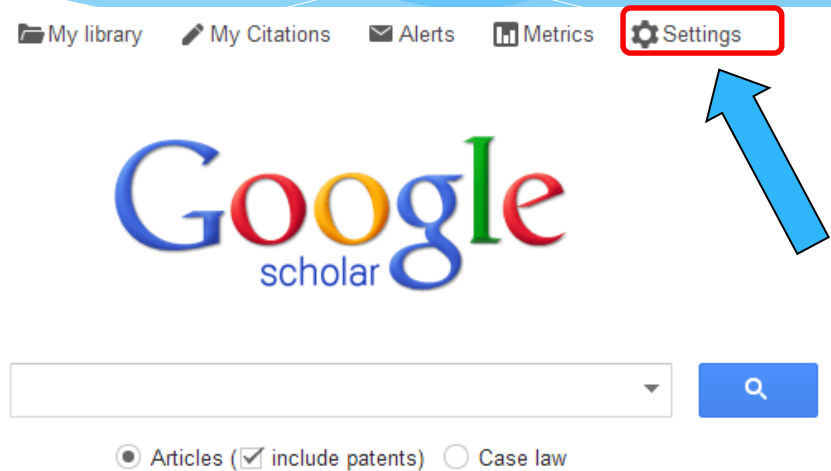 My library My Citations Alerts Metrics Settings
Google
scholar
Articles ( include patents) Case law